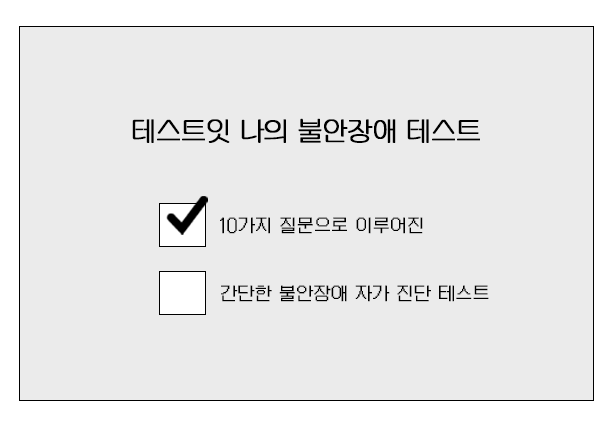 테스트잇 나의 불안장애 테스트
10가지 질문으로 이루어진
간단한 불안장애 자가 진단 테스트